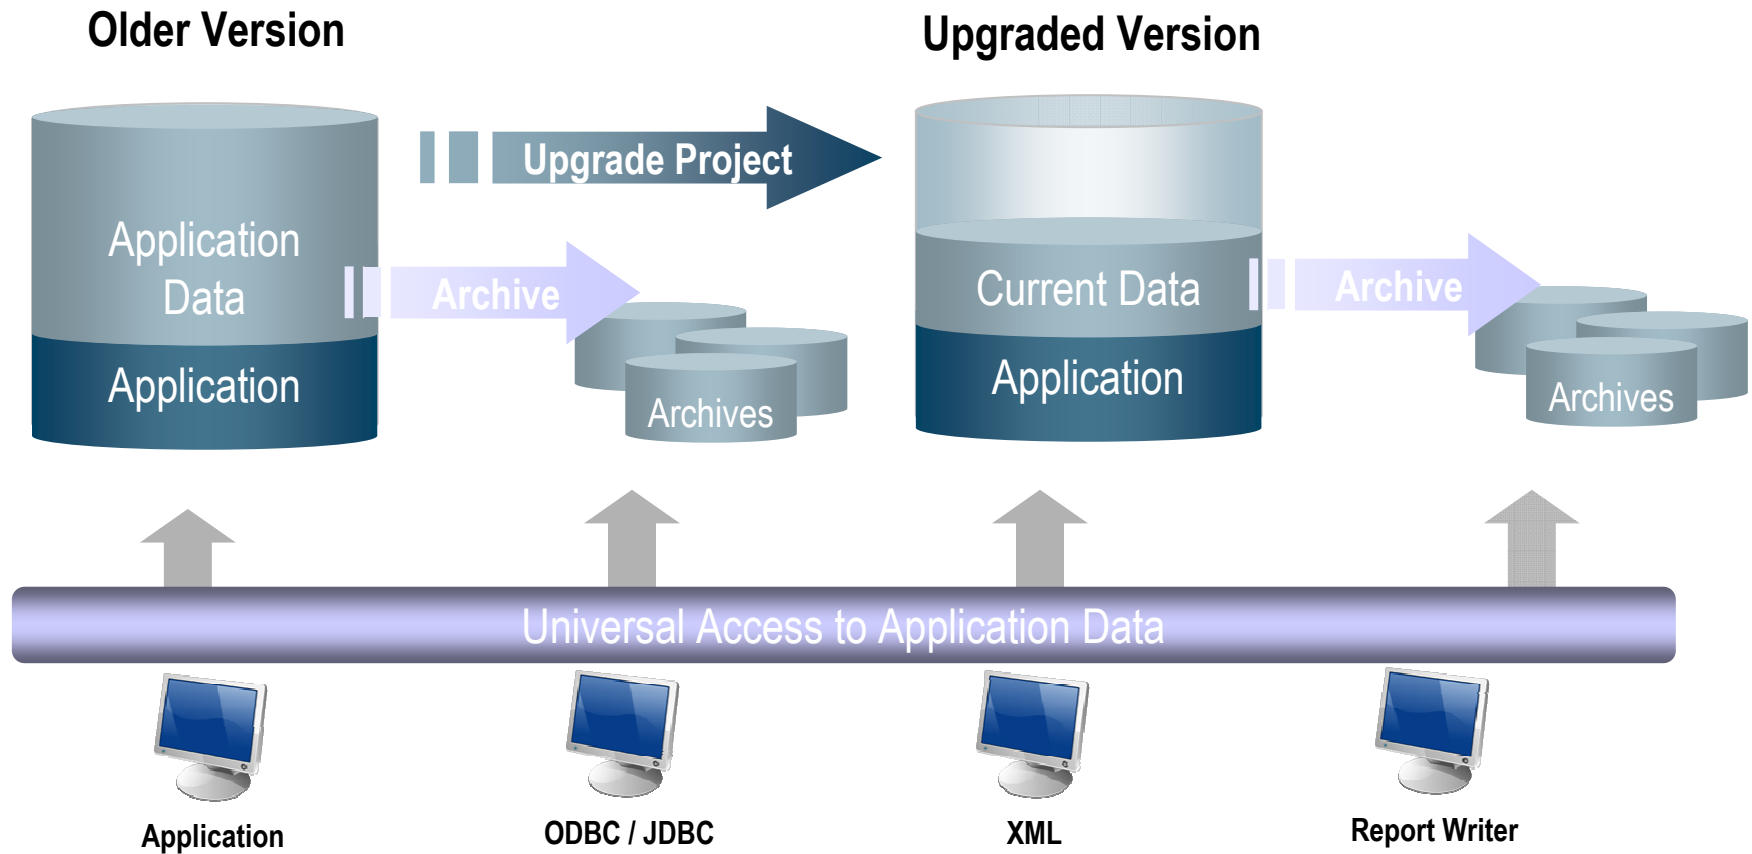 Older Version
Upgraded Version
Upgrade Project
Application
Data
Archive
Current Data
Archive
Application
Archives
Application
Archives
Universal Access to Application Data
Application
ODBC / JDBC
XML
Report Writer